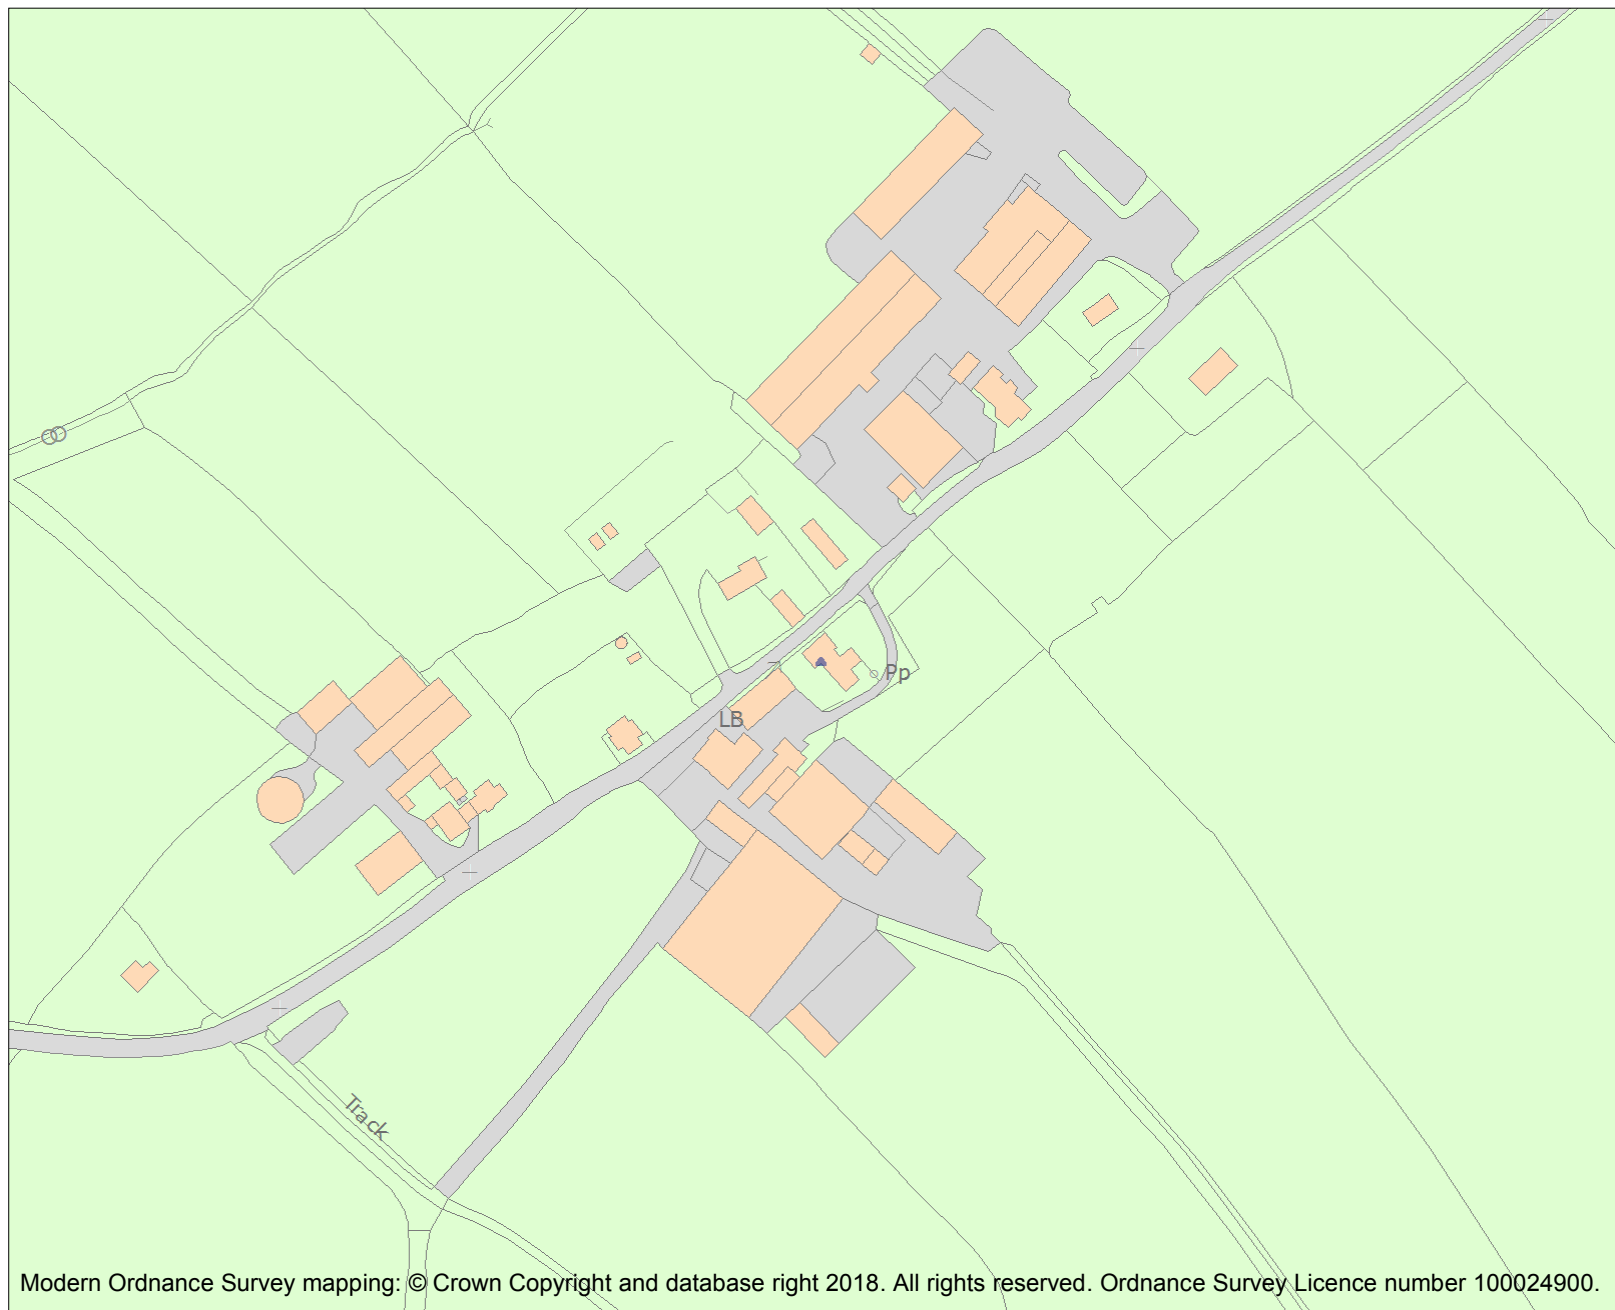 Pp
LB
Track
Modern Ordnance Survey mapping: © Crown Copyright and database right 2018. All rights reserved. Ordnance Survey Licence number 100024900.